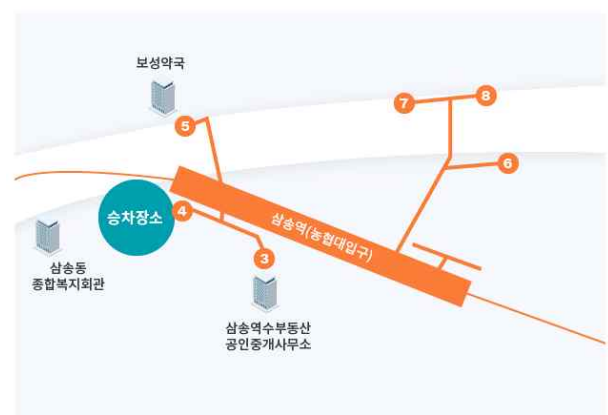 보성약국
5
7
8
6
승차장소
4
삼송역(농협대입구)
3
삼송동
종합복지회관
삼송역수부동산
공인중개사무소